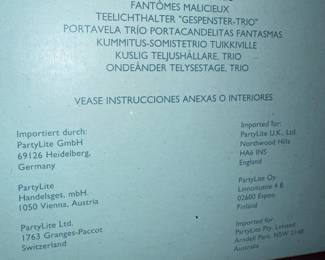 FANTÔMES MALICIEUX
TEELICHTHALTER "GESPENSTER-TRIO"
PORTAVELA TRÍO PORTACANDELITAS FANTASMAS
KUMMITUS-SOMISTETRIO TUIKKIVILLE
KUSLIG TELJUSHÅLLARE, TRIO
ONDEÅNDER TELYSESTAGE, TRIO
VEASE INSTRUCCIONES ANEXAS O INTERIORES
Importiert durch:
PartyLite GmbH
69126 Heidelberg,
Germany
PartyLite
Handelsges. mbH.
1050 Vienna, Austria
PartyLite Ltd.
1763 Granges-Paccot
Switzerland
Imported for:
PartyLite U.K., Ltd.
Northwood Hills
HA6 INS
England
PartyLite Oy
Linnoitustie 4 B
02600 Espoo
Finland
Imported for:
PartyLite Pty. Limited
Arndell Park, NSW 2148
Australia